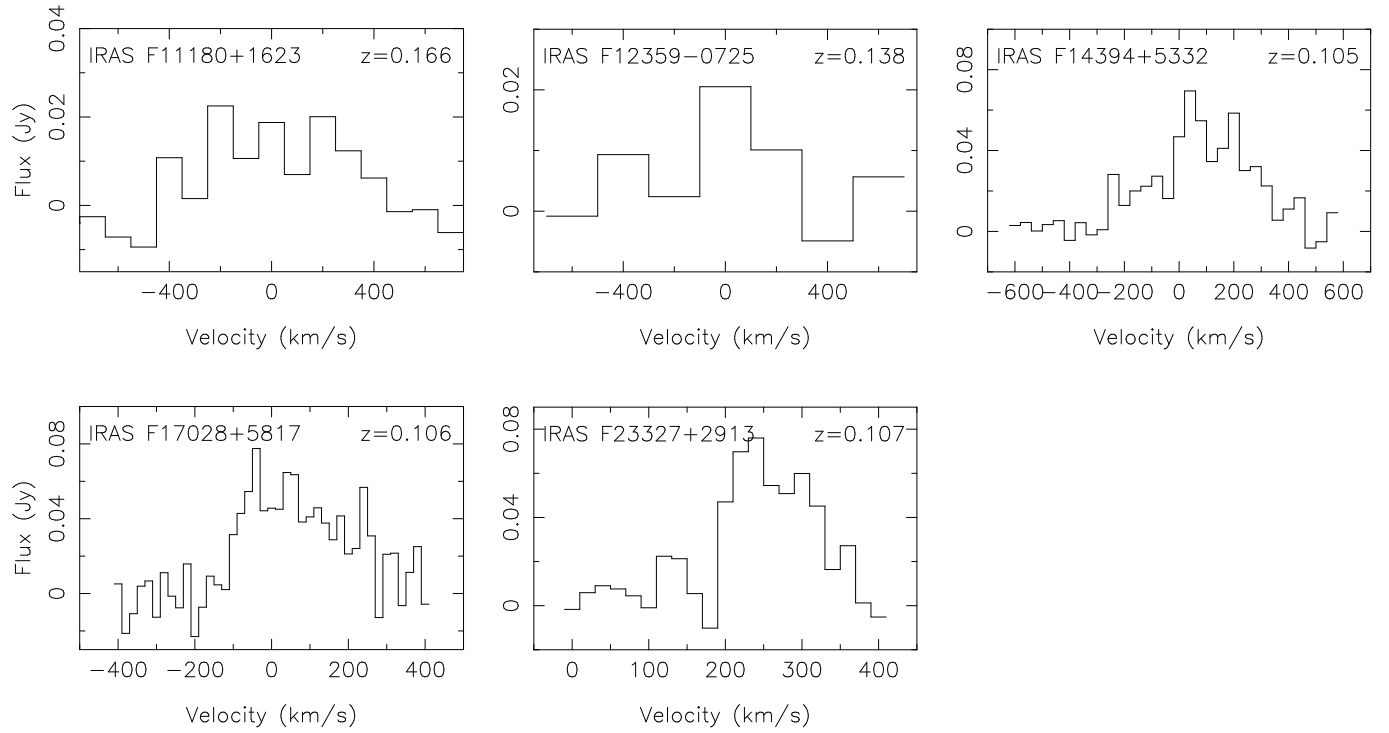 IRAS F11180+1623 z=0.166
Flux (Jy)
0.04
0.02
0
−400 0 400
Velocity (km/s)
IRAS F12359−0725 z=0.138
0.02
0
−400 0 400
Velocity (km/s)
IRAS F14394+5332 z=0.105
0.08
0.04
0
−600−400−200 0 200 400 600
Velocity (km/s)
IRAS F17028+5817 z=0.106
Flux (Jy)
0.08
0.04
0
−400 −200 0 200 400
Velocity (km/s)
IRAS F23327+2913 z=0.107
0.08
0.04
0
0 100 200 300 400
Velocity (km/s)